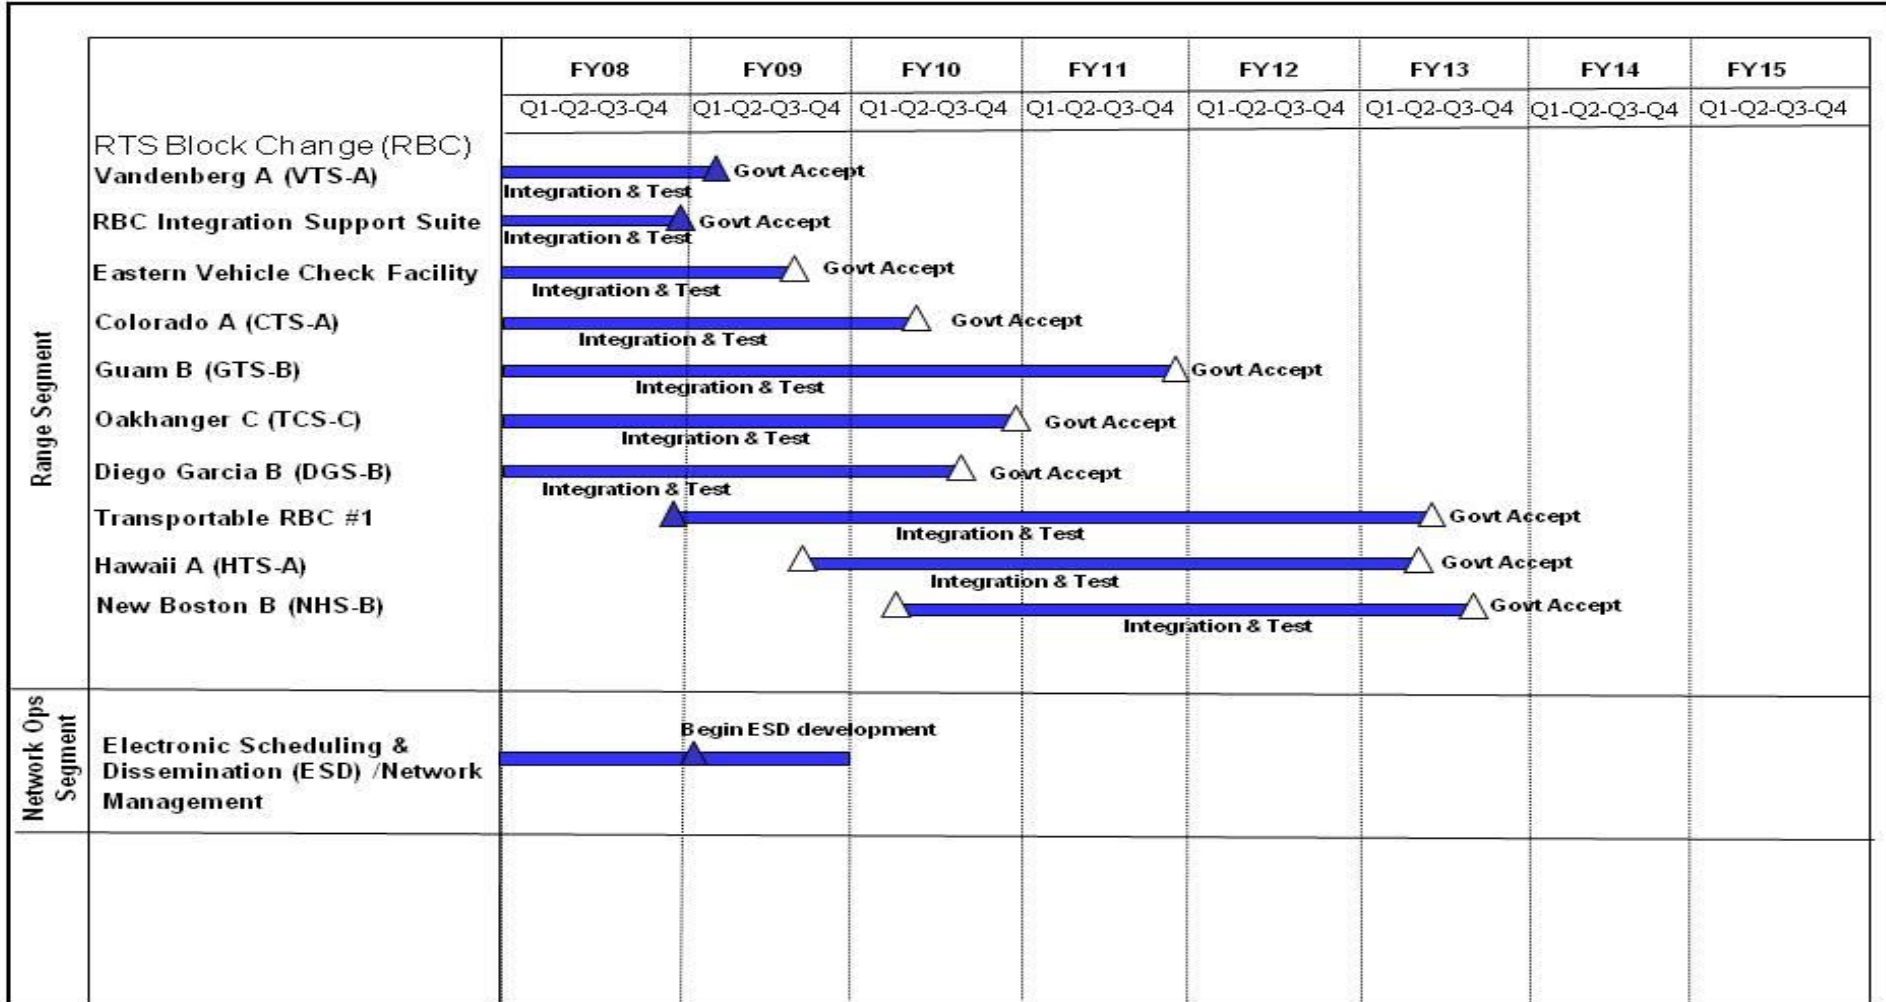 FY08 FY09 FY10 FY11 FY12 FY13 FY14 FY15
Q1-Q2-Q3-Q4 Q1-Q2-Q3-Q4 Q1-Q2-Q3-Q4 Q1-Q2-Q3-Q4 Q1-Q2-Q3-Q4 Q1-Q2-Q3-Q4 Q1-Q2-Q3-Q4 Q1-Q2-Q3-Q4
Range Segment
RTS Block Change (RBC)
Vandenberg A (VTS-A) Govt Accept
Integration & Test
RBC Integration Support Suite Govt Accept
Integration & Test
Eastern Vehicle Check Facility Govt Accept
Integration & Test
Colorado A (CTS-A) Govt Accept
Integration & Test
Guam B (GTS-B) Govt Accept
Integration & Test
Oakhanger C (TCS-C) Govt Accept
Integration & Test
Diego Garcia B (DGS-B) Govt Accept
Integration & Test
Transportable RBC #1 Govt Accept
Integration & Test
Hawaii A (HTS-A) Govt Accept
Integration & Test
New Boston B (NHS-B) Govt Accept
Integration & Test
Network Ops
Segment
Begin ESD development
Electronic Scheduling &
Dissemination (ESD) /Network
Management